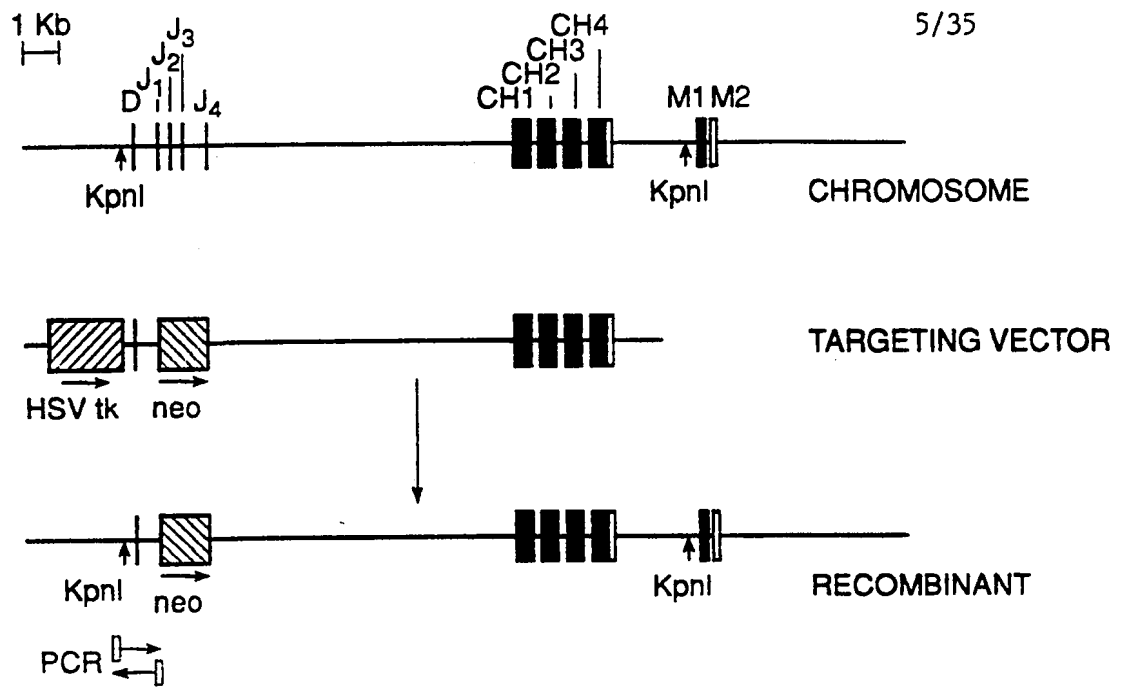 1 Kb
5/35
D
J1
J2
J3
J4
CH1
CH2
CH3
CH4
M1 M2
KpnI
KpnI
CHROMOSOME
HSV tk
neo
TARGETING VECTOR
KpnI
neo
KpnI
RECOMBINANT
PCR